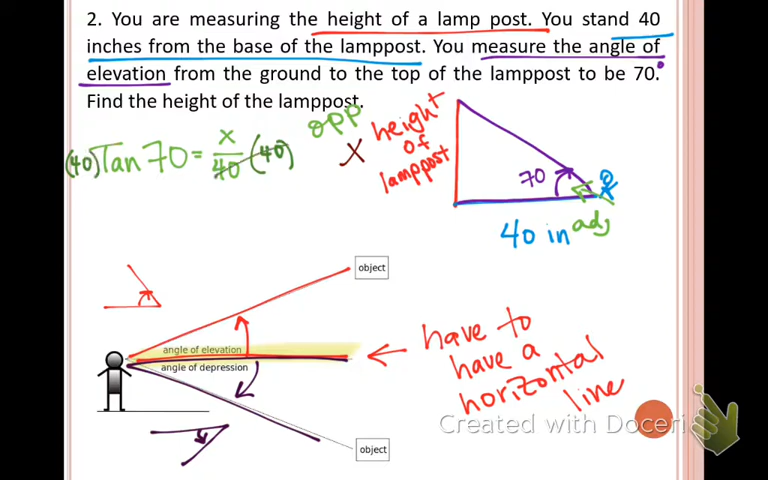 2. You are measuring the height of a lamp post. You stand 40
inches from the base of the lamppost. You measure the angle of
elevation from the ground to the top of the lamppost to be 70.°
Find the height of the lamppost.
(40) Tan 70 = x/40 (40)
opp
x
height
of
lamppost
70
40 in
adj
object
angle of elevation
angle of depression
object
have to
have a
horizontal
line
Created with Doceri